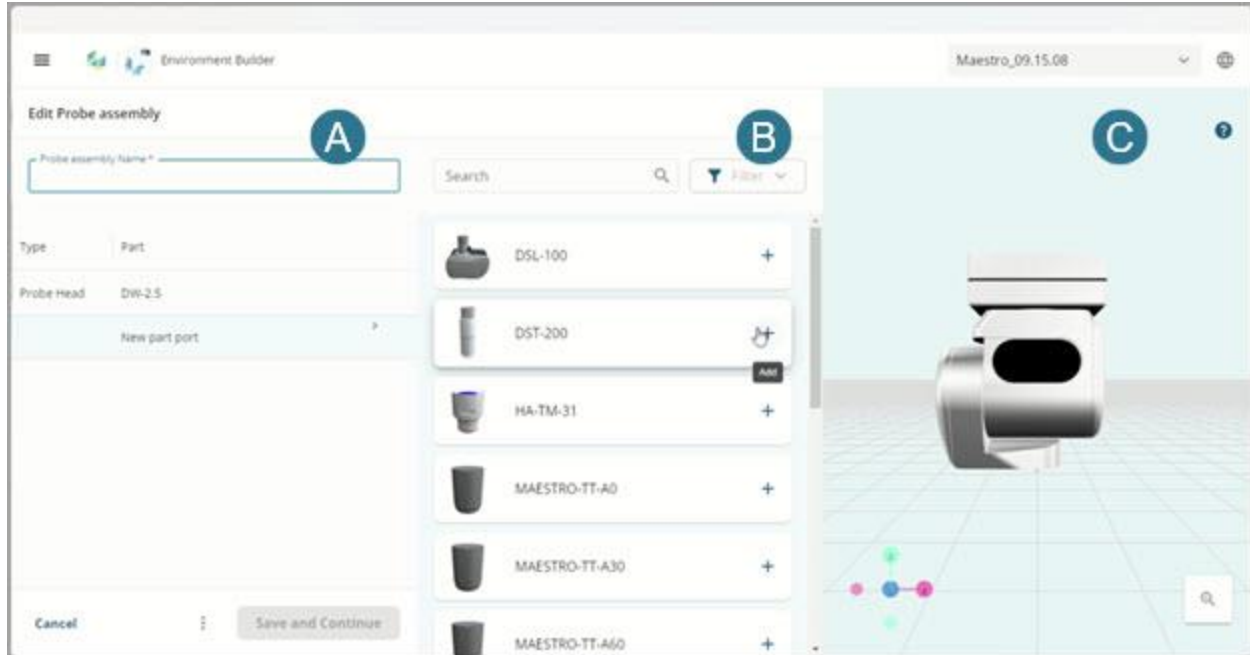 Environment Builder
Maestro_09.15.08
Edit Probe assembly
A
B
C
?
Probe assembly Name *
Search
Filter
Type Part
Probe Head DW-2.5
New part port
DSL-100
DST-200
Add
HA-TM-31
MAESTRO-TT-A0
MAESTRO-TT-A30
MAESTRO-TT-A60
Cancel
Save and Continue